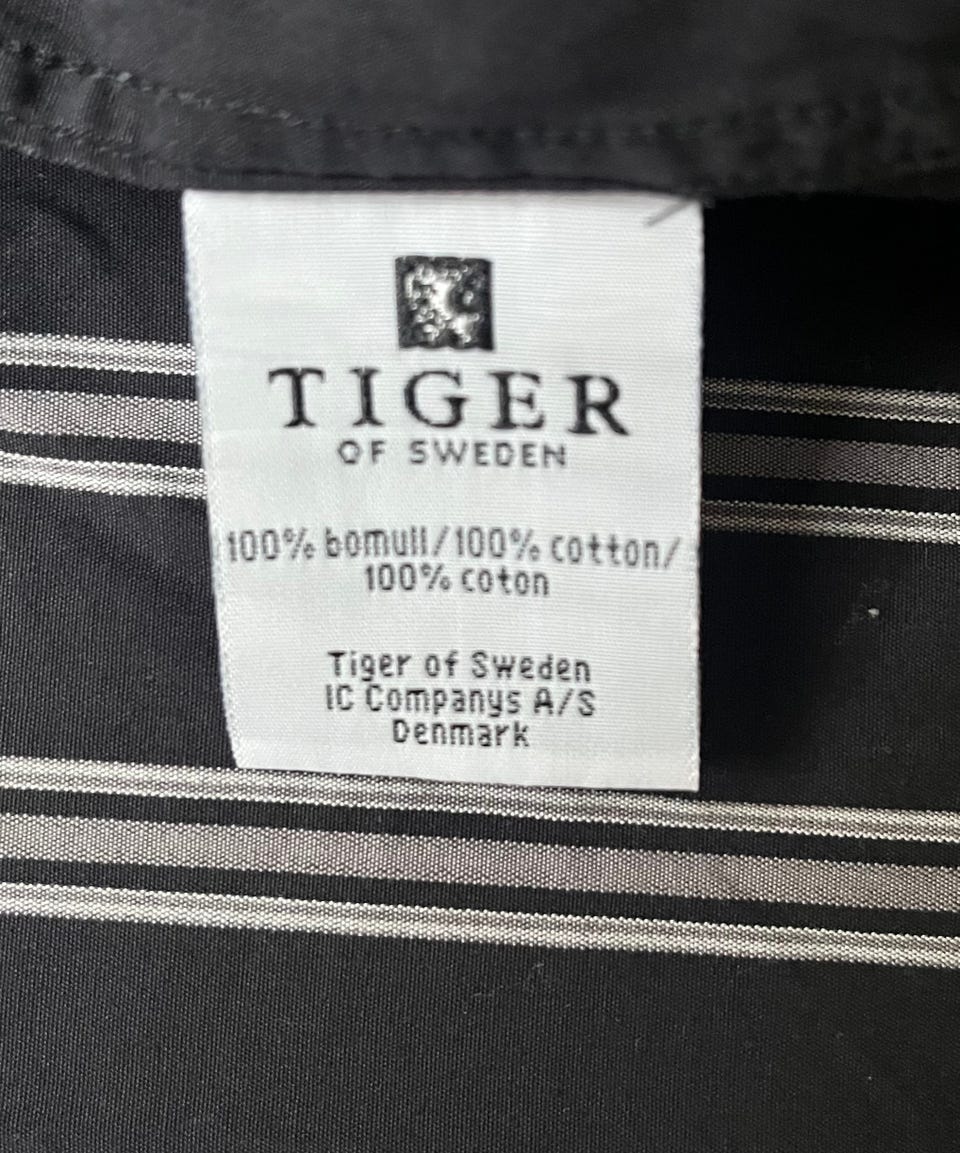 TIGER
OF SWEDEN
100% bomull/100% cotton/
100% coton
Tiger of Sweden
IC Companys A/S
Denmark